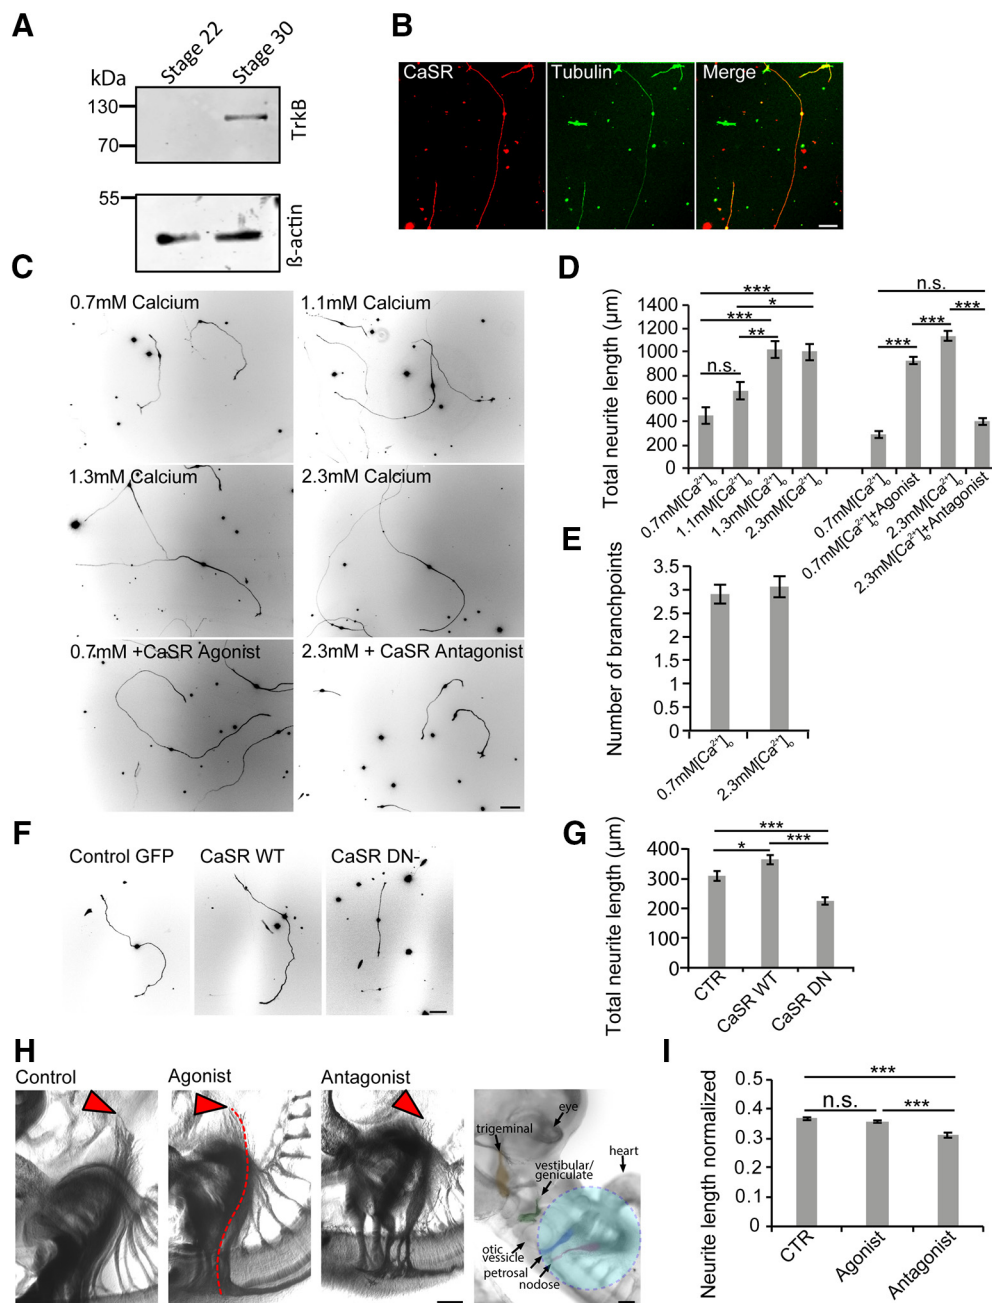 A
Stage 22
Stage 30
kDa
130
70
TrkB
55
ß-actin
B
CaSR
Tubulin
Merge
C
0.7mM Calcium
1.1mM Calcium
1.3mM Calcium
2.3mM Calcium
0.7mM +CaSR Agonist
2.3mM + CaSR Antagonist
D
Total neurite length (µm)
1400
1200
1000
800
600
400
200
0
n.s.
***
**
***
*
***
***
***
n.s.
0.7mM[Ca²⁺]ₒ
1.1mM[Ca²⁺]ₒ
1.3mM[Ca²⁺]ₒ
2.3mM[Ca²⁺]ₒ
0.7mM[Ca²⁺]ₒ
0.7mM[Ca²⁺]ₒ+Agonist
2.3mM[Ca²⁺]ₒ
2.3mM[Ca²⁺]ₒ+Antagonist
E
Number of branchpoints
3.5
3
2.5
2
1.5
1
0.5
0
0.7mM[Ca²⁺]ₒ
2.3mM[Ca²⁺]ₒ
F
Control GFP
CaSR WT
CaSR DN-
G
Total neurite length (µm)
400
300
200
100
0
***
*
***
CTR
CaSR WT
CaSR DN
H
Control
Agonist
Antagonist
eye
trigeminal
vestibular/
geniculate
heart
otic
vesicle
petrosal
nodose
I
Neurite length normalized
0.5
0.4
0.3
0.2
0.1
0
***
n.s.
***
CTR
Agonist
Antagonist